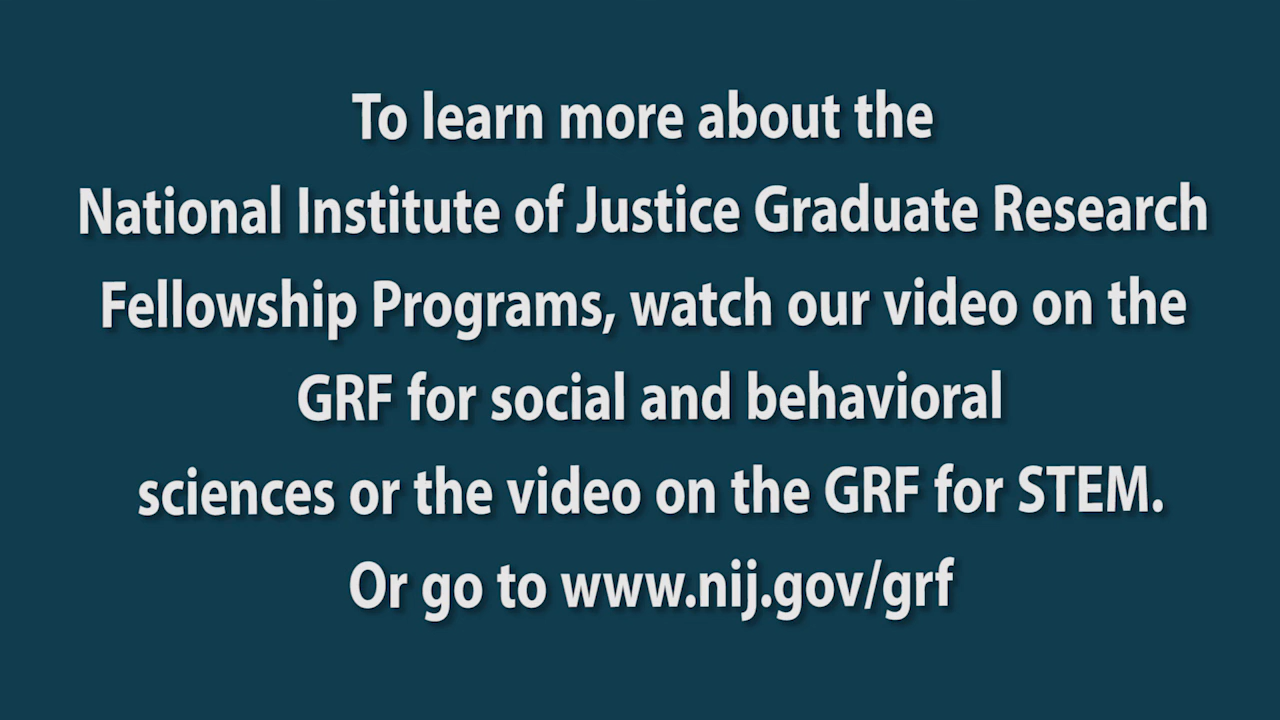 To learn more about the
National Institute of Justice Graduate Research
Fellowship Programs, watch our video on the
GRF for social and behavioral
sciences or the video on the GRF for STEM.
Or go to www.nij.gov/grf